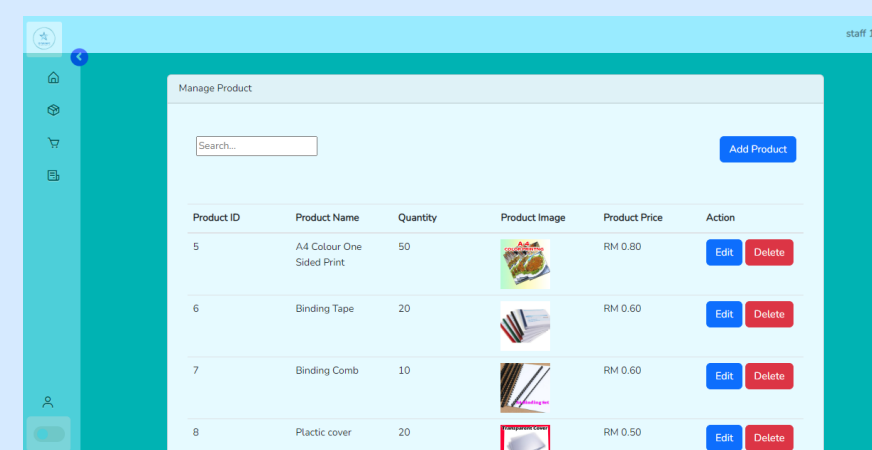 staff 1
Manage Product
Search...
Add Product
Product ID Product Name Quantity Product Image Product Price Action
5 A4 Colour One Sided Print 50 RM 0.80 Edit Delete
6 Binding Tape 20 RM 0.60 Edit Delete
7 Binding Comb 10 RM 0.60 Edit Delete
8 Plactic cover 20 Transparent Cover RM 0.50 Edit Delete